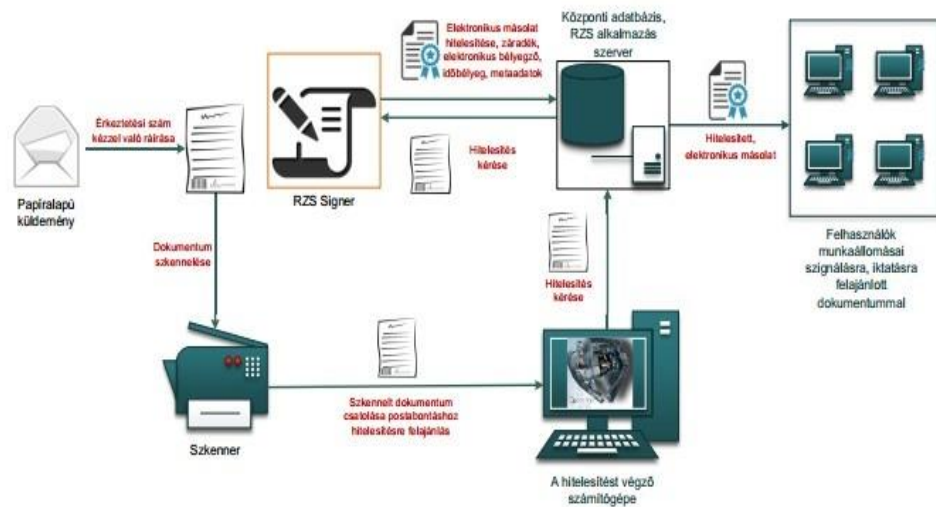 Elektronikus másolat
hitelesítése, záradék,
elektronikus bélyegző,
időbélyeg, metaadatok
Központi adatbázis,
RZS alkalmazás
szerver
Érkeztetési szám
kézzel való ráírása
Papíralapú
küldemény
RZS Signer
Hitelesítés
kérése
Hitelesített,
elektronikus másolat
Felhasználók
munkaállomásai
szignálásra, iktatásra
felajánlott
dokumentummal
Dokumentum
szkennelése
Hitelesítés
kérése
Szkenner
Szkennelt dokumentum
csatolása postabontáshoz
hitelesítésre felajánlás
A hitelesítést végző
számítógépe